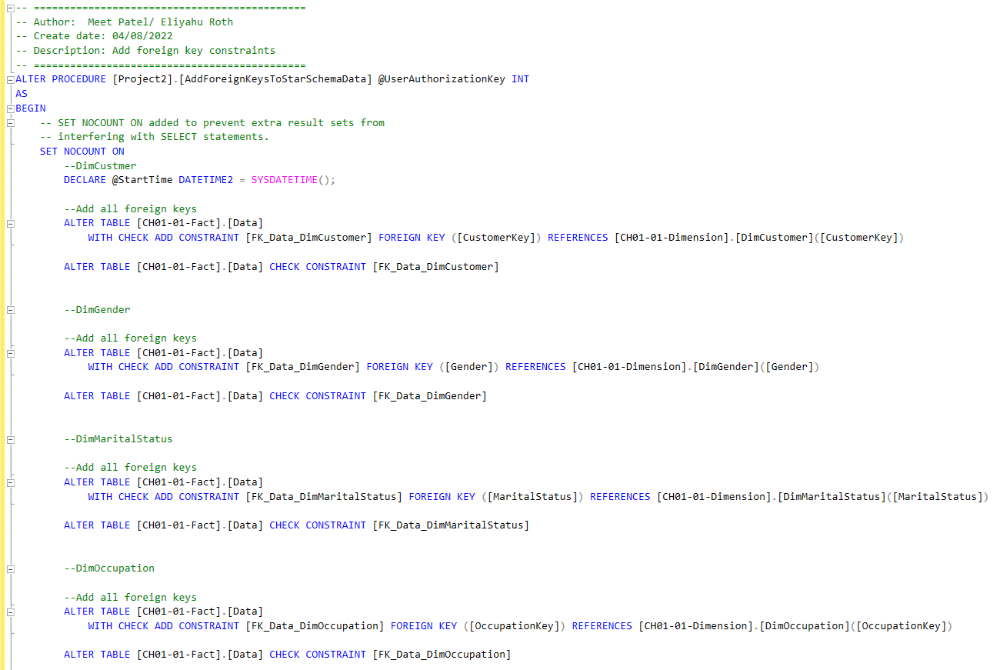 -- =============================================
-- Author:  Meet Patel/ Eliyahu Roth
-- Create date: 04/08/2022
-- Description: Add foreign key constraints
-- =============================================
ALTER PROCEDURE [Project2].[AddForeignKeysToStarSchemaData] @UserAuthorizationKey INT
AS
BEGIN
    -- SET NOCOUNT ON added to prevent extra result sets from
    -- interfering with SELECT statements.
    SET NOCOUNT ON
        --DimCustmer
        DECLARE @StartTime DATETIME2 = SYSDATETIME();
        --Add all foreign keys
        ALTER TABLE [CH01-01-Fact].[Data]
            WITH CHECK ADD CONSTRAINT [FK_Data_DimCustomer] FOREIGN KEY ([CustomerKey]) REFERENCES [CH01-01-Dimension].[DimCustomer]([CustomerKey])
        ALTER TABLE [CH01-01-Fact].[Data] CHECK CONSTRAINT [FK_Data_DimCustomer]
        --DimGender
        --Add all foreign keys
        ALTER TABLE [CH01-01-Fact].[Data]
            WITH CHECK ADD CONSTRAINT [FK_Data_DimGender] FOREIGN KEY ([Gender]) REFERENCES [CH01-01-Dimension].[DimGender]([Gender])
        ALTER TABLE [CH01-01-Fact].[Data] CHECK CONSTRAINT [FK_Data_DimGender]
        --DimMaritalStatus
        --Add all foreign keys
        ALTER TABLE [CH01-01-Fact].[Data]
            WITH CHECK ADD CONSTRAINT [FK_Data_DimMaritalStatus] FOREIGN KEY ([MaritalStatus]) REFERENCES [CH01-01-Dimension].[DimMaritalStatus]([MaritalStatus])
        ALTER TABLE [CH01-01-Fact].[Data] CHECK CONSTRAINT [FK_Data_DimMaritalStatus]
        --DimOccupation
        --Add all foreign keys
        ALTER TABLE [CH01-01-Fact].[Data]
            WITH CHECK ADD CONSTRAINT [FK_Data_DimOccupation] FOREIGN KEY ([OccupationKey]) REFERENCES [CH01-01-Dimension].[DimOccupation]([OccupationKey])
        ALTER TABLE [CH01-01-Fact].[Data] CHECK CONSTRAINT [FK_Data_DimOccupation]